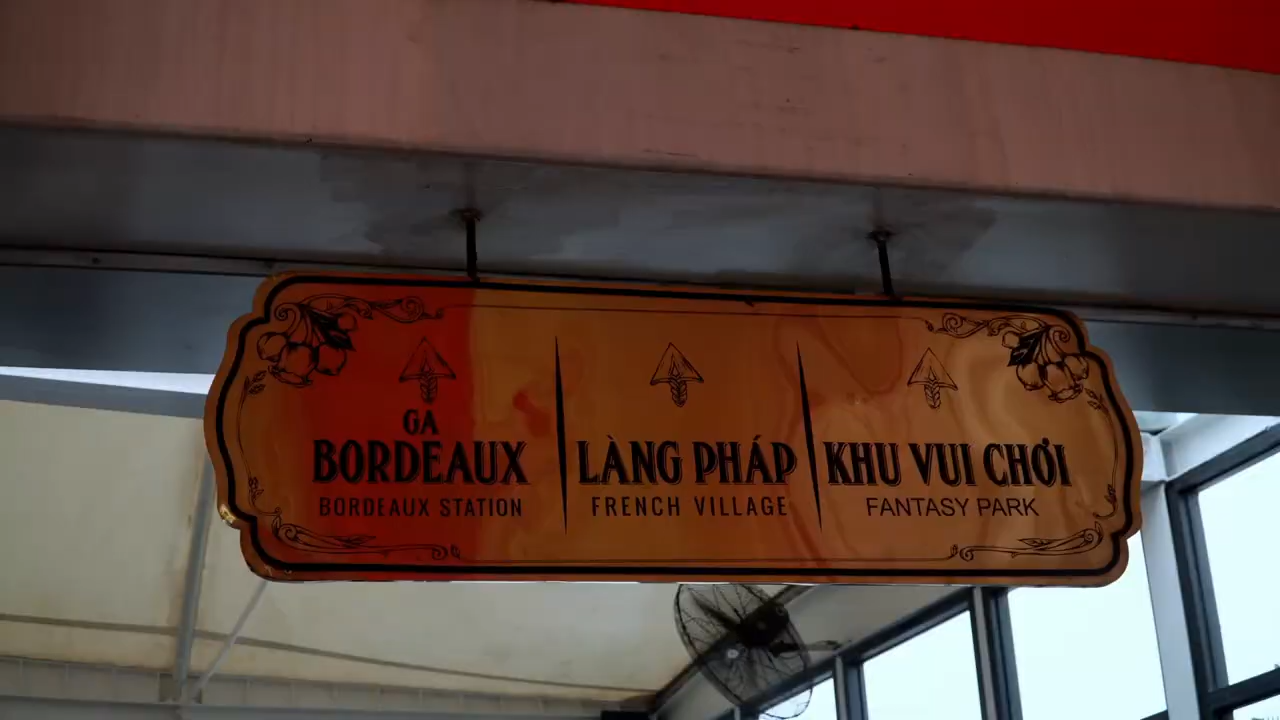 GA
BORDEAUX
BORDEAUX STATION
LÀNG PHÁP
FRENCH VILLAGE
KHU VUI CHƠI
FANTASY PARK